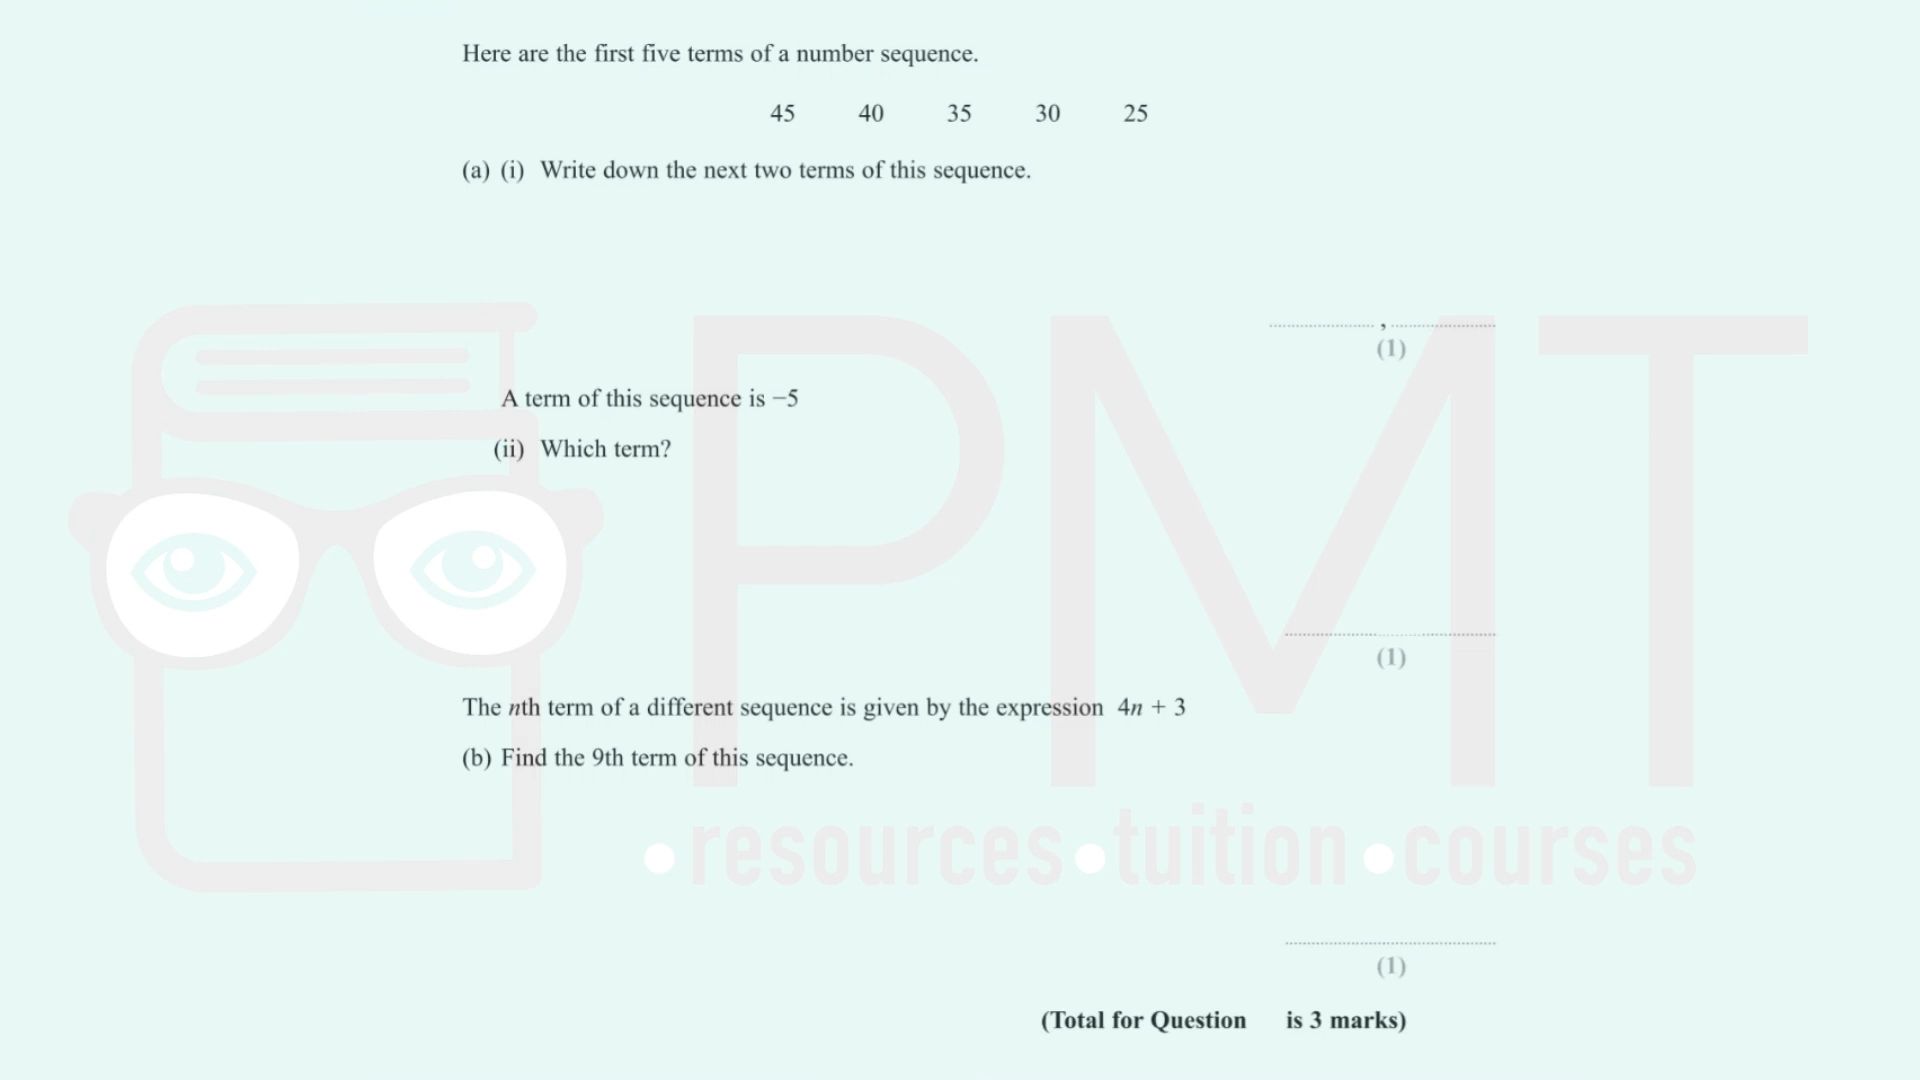 Here are the first five terms of a number sequence.
45 40 35 30 25
(a) (i) Write down the next two terms of this sequence.
.................... , ....................
(1)
A term of this sequence is −5
(ii) Which term?
........................................
(1)
The nth term of a different sequence is given by the expression 4n + 3
(b) Find the 9th term of this sequence.
........................................
(1)
(Total for Question is 3 marks)
PMT
•resources•tuition•courses